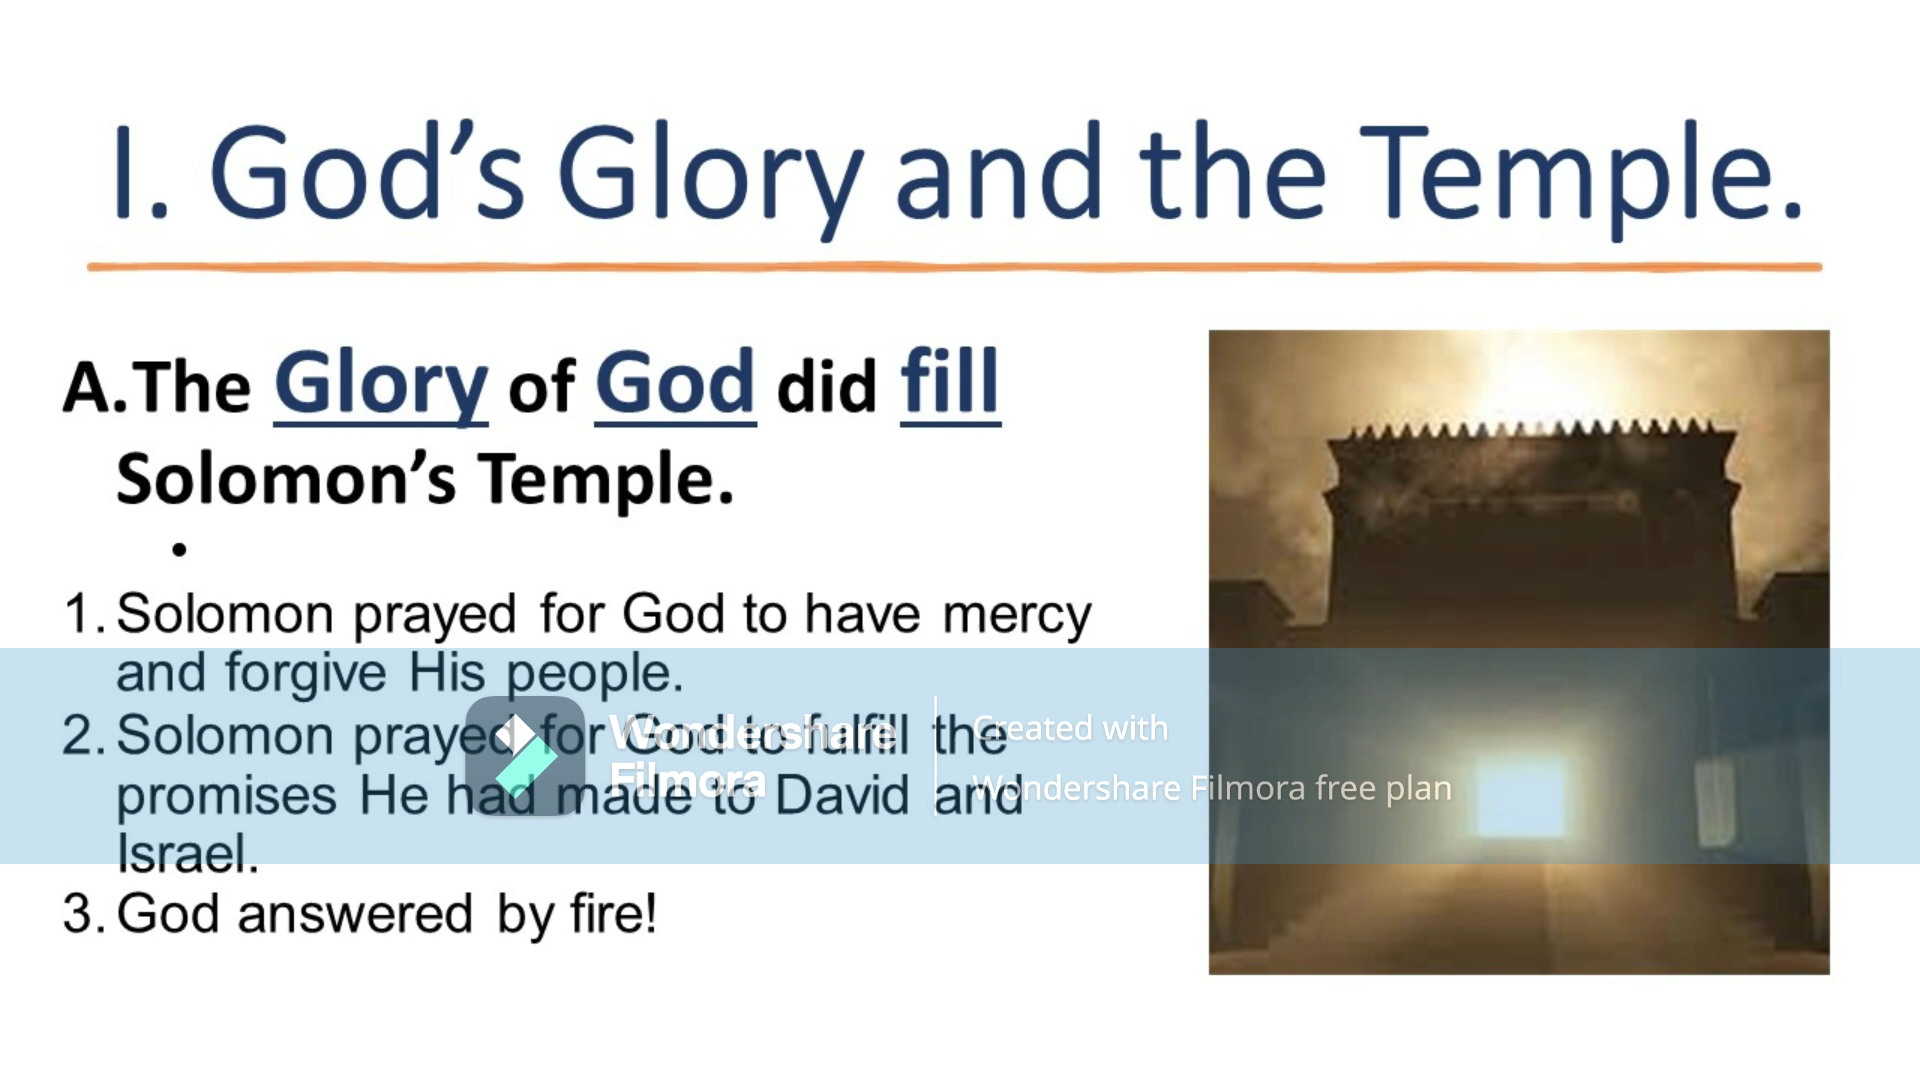 I. God’s Glory and the Temple.
A.The Glory of God did fill
Solomon’s Temple.
•
1. Solomon prayed for God to have mercy
and forgive His people.
2. Solomon prayed for God to fulfill the
promises He had made to David and
Israel.
3. God answered by fire!
Wondershare
Filmora
Created with
Wondershare Filmora free plan